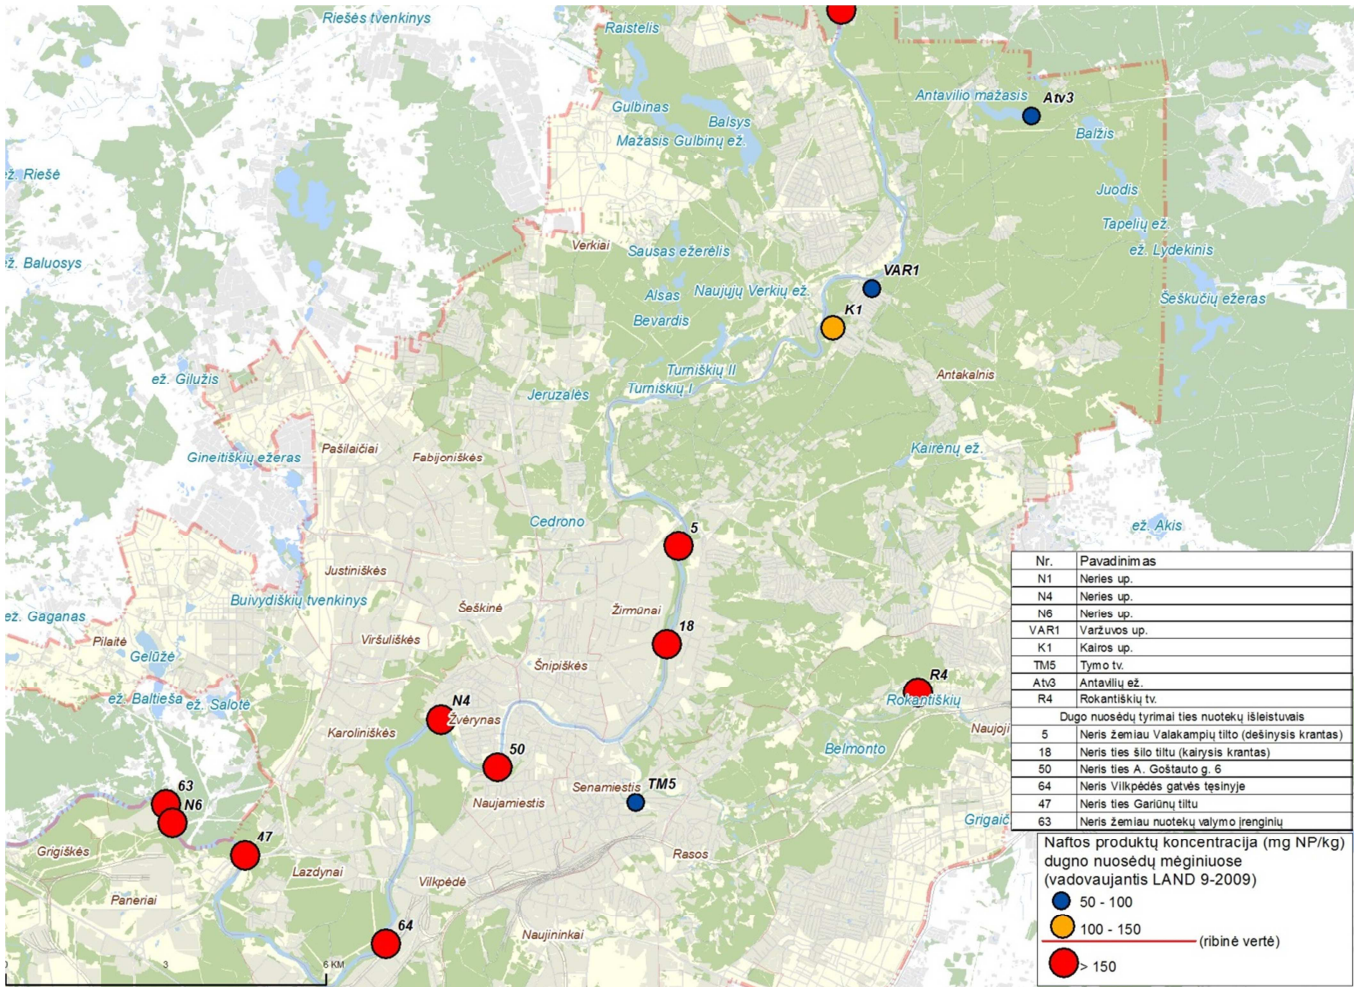 Riešės tvenkinys
Raistelis
Antavilio mažasis
Atv3
Gulbinas
Balsys
Mažasis Gulbinų ež.
Balžis
ež. Riešė
Juodis
Tapelių ež.
Verkiai
Sausas ežerėlis
ež. Lydekinis
ež. Baluosys
VAR1
Naujųjų Verkių ež.
Alsas
Šeškučių ežeras
K1
Bevardis
Turniškių II
ež. Gilužis
Turniškių I
Antakalnis
Jeruzalės
Pašilaičiai
Kairėnų ež.
Gineitiškių ežeras
Fabijoniškės
Cedrono
5
ež. Akis
Justiniškės
Buivydiškių tvenkinys
Šeškinė
Žirmūnai
ež. Gaganas
18
Pilaitė
Viršuliškės
Gelūžė
Šnipiškės
R4
ež. Baltieša
ež. Salotė
N4
Rokantiškių
Žvėrynas
Karoliniškės
Naujoji
50
Belmonto
63
TM5
Senamiestis
N6
Naujamiestis
47
Grigaič
Grigiškės
Rasos
Lazdynai
Vilkpėdė
Paneriai
64
Naujininkai
3
6 KM
Nr. Pavadinimas
N1 Neries up.
N4 Neries up.
N6 Neries up.
VAR1 Varžuvos up.
K1 Kairos up.
TM5 Tymo tv.
Atv3 Antavilių ež.
R4 Rokantiškių tv.
Dugo nuosėdų tyrimai ties nuotekų išleistuvais
5 Neris žemiau Valakampių tilto (dešinysis krantas)
18 Neris ties šilo tiltu (kairysis krantas)
50 Neris ties A. Goštauto g. 6
64 Neris Vilkpėdės gatvės tęsinyje
47 Neris ties Gariūnų tiltu
63 Neris žemiau nuotekų valymo įrenginių
Naftos produktų koncentracija (mg NP/kg)
dugno nuosėdų mėginiuose
(vadovaujantis LAND 9-2009)
50 - 100
100 - 150
(ribinė vertė)
> 150